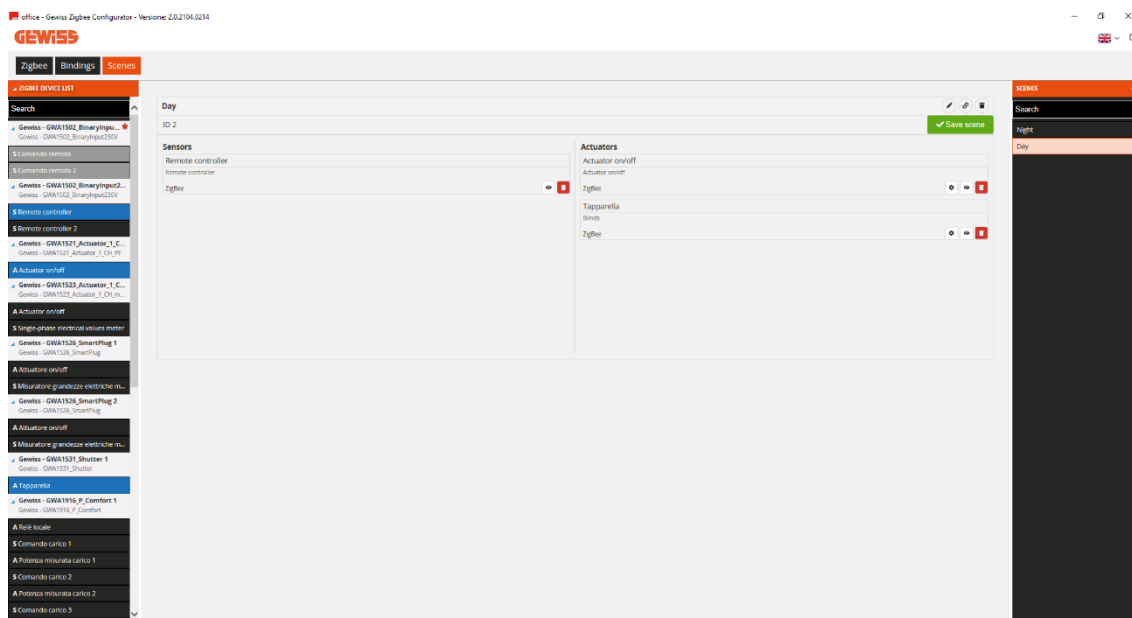 office - Gewiss Zigbee Configurator - Versione: 2.0.2104.0214
GEWISS
Zigbee Bindings Scenes
ZIGBEE DEVICE LIST
Search
Gewiss - GWA1502_BinaryInpu...
Gewiss - GWA1502_BinaryInput230V
S Comando remoto
S Comando remoto 2
Gewiss - GWA1502_BinaryInput2...
Gewiss - GWA1502_BinaryInput230V
S Remote controller
S Remote controller 2
Gewiss - GWA1521_Actuator_1_C...
Gewiss - GWA1521_Actuator_1_CH_PF
A Actuator on/off
Gewiss - GWA1523_Actuator_1_C...
Gewiss - GWA1523_Actuator_1_CH_m...
A Actuator on/off
S Single-phase electrical values meter
Gewiss - GWA1526_SmartPlug 1
Gewiss - GWA1526_SmartPlug
A Attuatore on/off
S Misuratore grandezze elettriche m...
Gewiss - GWA1526_SmartPlug 2
Gewiss - GWA1526_SmartPlug
A Attuatore on/off
S Misuratore grandezze elettriche m...
Gewiss - GWA1531_Shutter 1
Gewiss - GWA1531_Shutter
A Tapparella
Gewiss - GWA1916_P_Comfort 1
Gewiss - GWA1916_P_Comfort
A Relè locale
S Comando carico 1
A Potenza misurata carico 1
S Comando carico 2
A Potenza misurata carico 2
S Comando carico 3
Day
ID 2
Save scene
Sensors
Remote controller
Remote controller
ZigBee
Actuators
Actuator on/off
Actuator on/off
ZigBee
Tapparella
Blinds
ZigBee
SCENES
Search
Night
Day